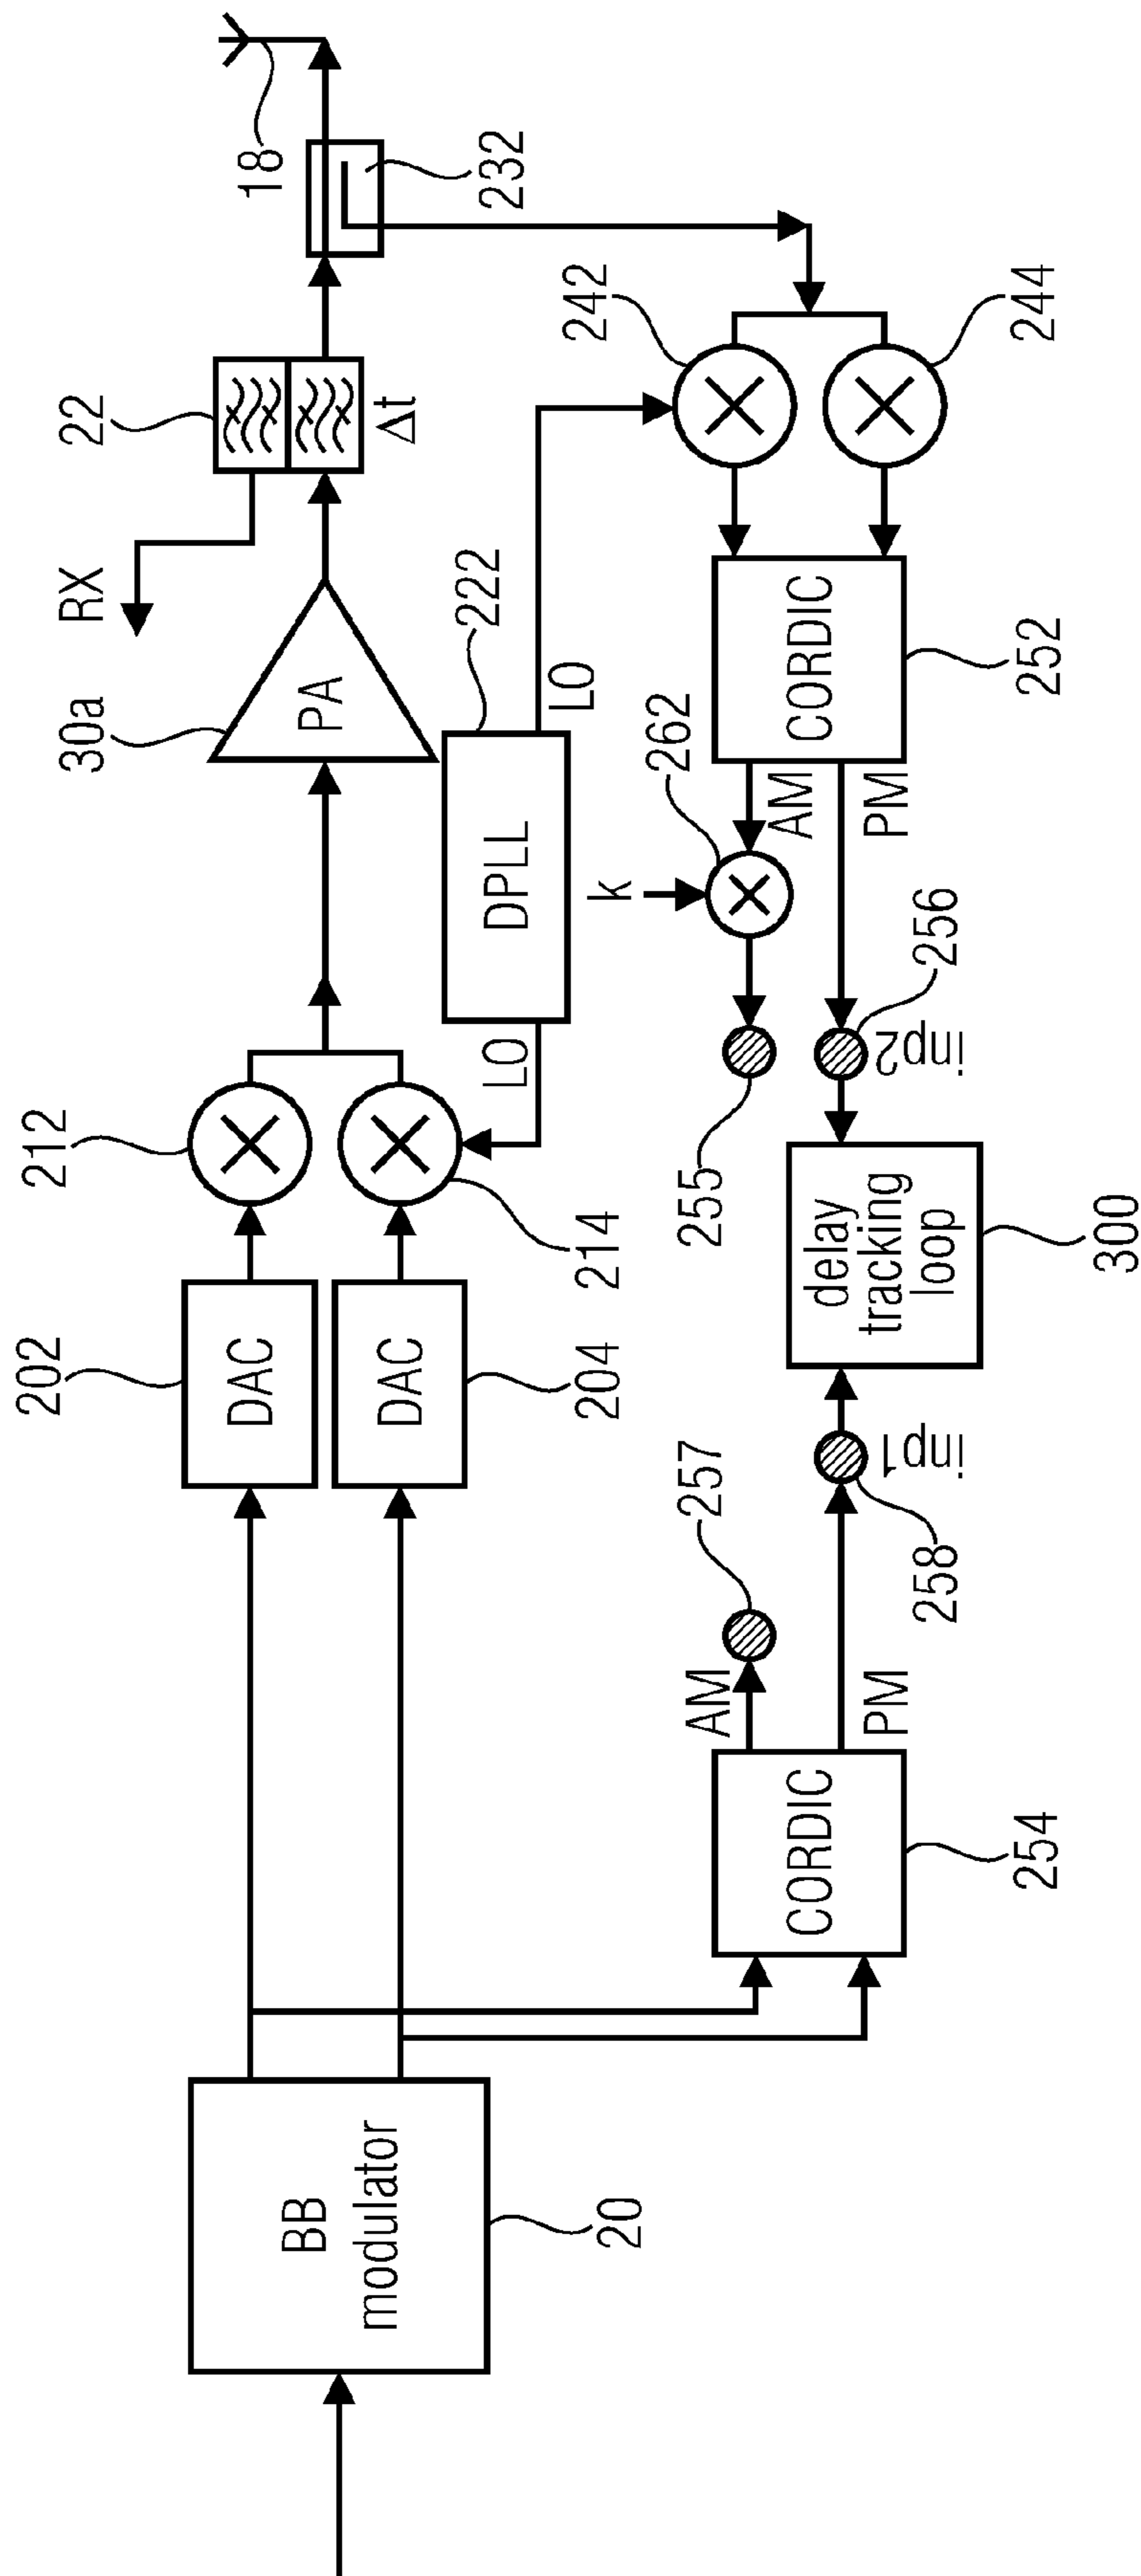 BB
modulator
20
202
DAC
DAC
204
212
214
LO
DPLL
222
LO
30a
PA
RX
22
Δt
18
232
242
244
CORDIC
252
AM
PM
262
k
255
256
inp2
delay
tracking
loop
300
inp1
258
257
AM
PM
CORDIC
254